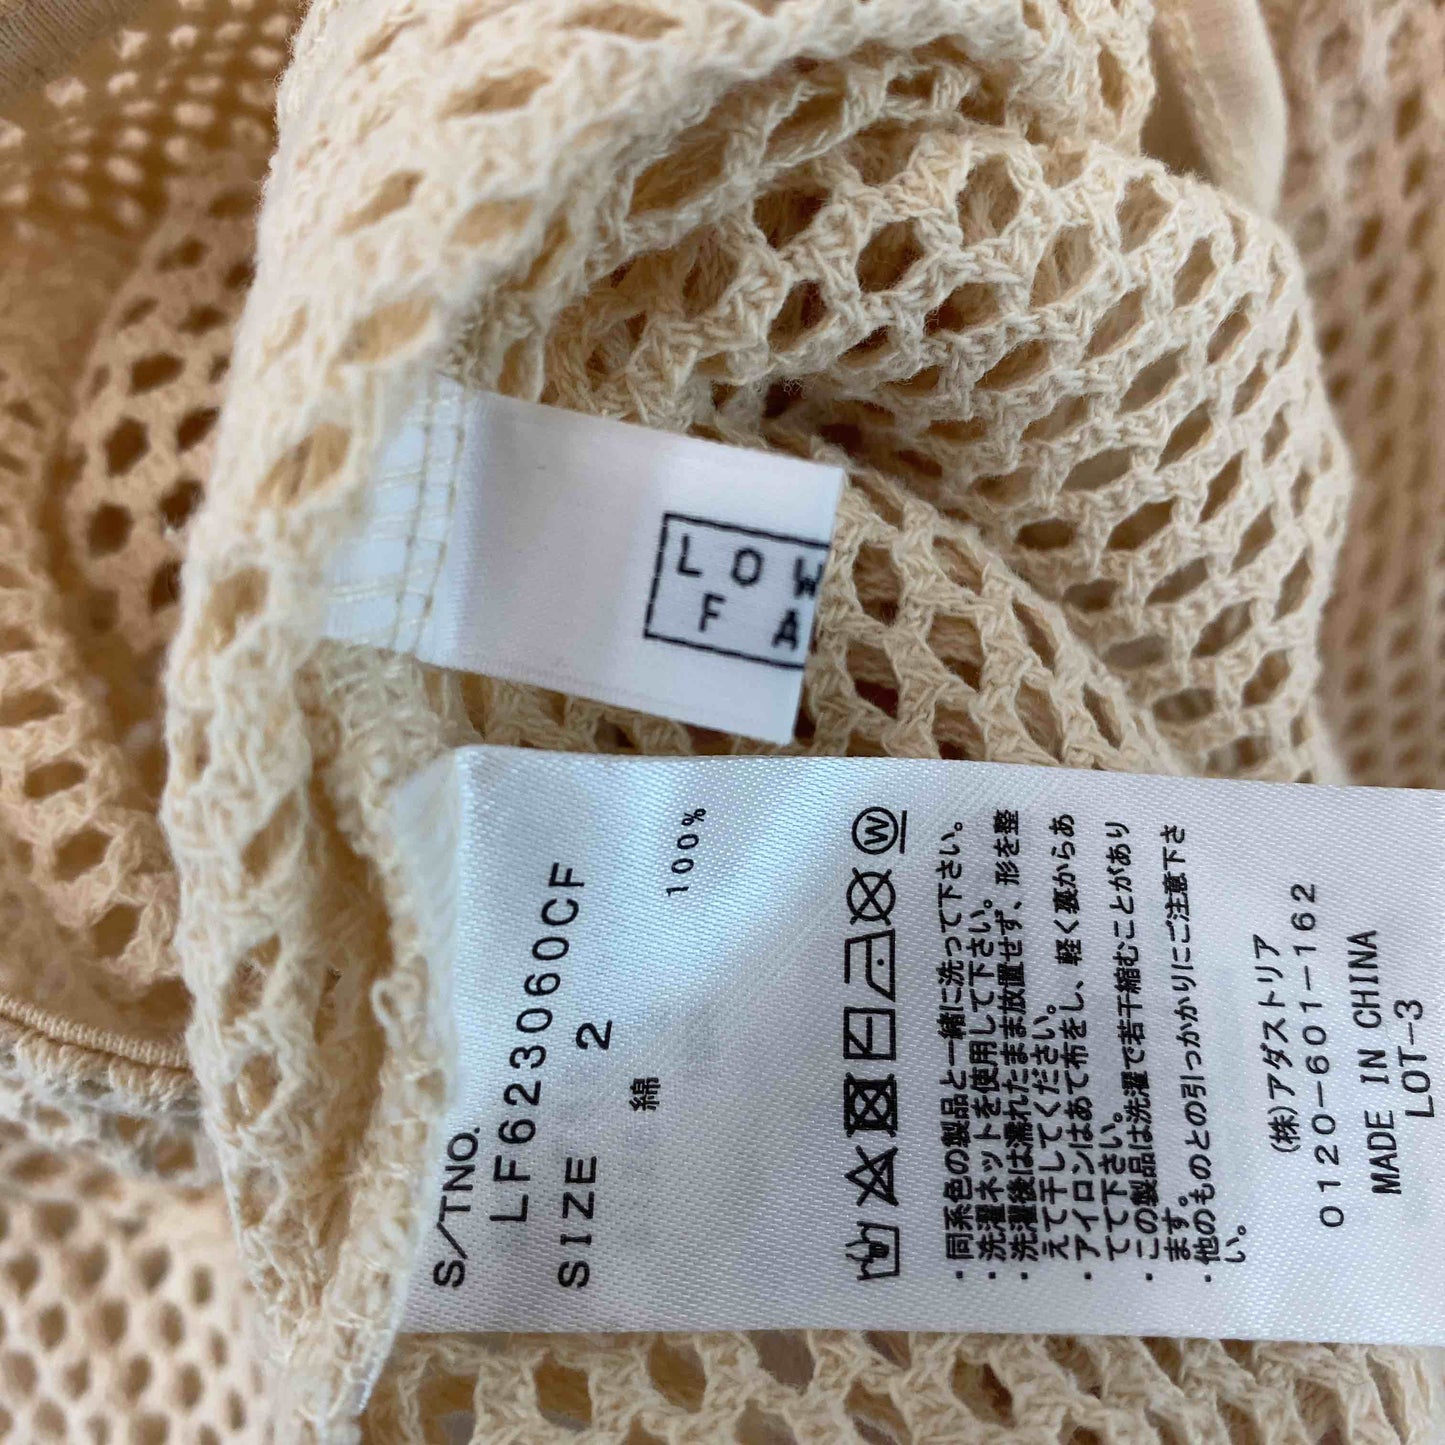 LOW
FA
S/TNO.
LF623060CF
SIZE 2
綿 100%
W
・同系色の製品と一緒に洗って下さい。
・洗濯ネットを使用して下さい。
・洗濯後は濡れたまま放置せず、形を整
えて干してください。
・アイロンはあて布をし、軽く裏からあ
てて下さい。
・この製品は洗濯で若干縮むことがあり
ます。
・他のものとの引っかかりにご注意下さ
い。
(株)アダストリア
0120-601-162
MADE IN CHINA
LOT-3